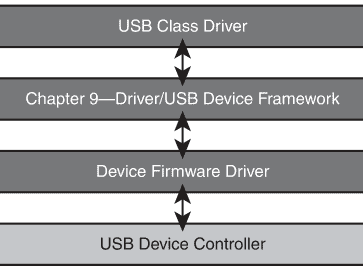 USB Class Driver
Chapter 9—Driver/USB Device Framework
Device Firmware Driver
USB Device Controller